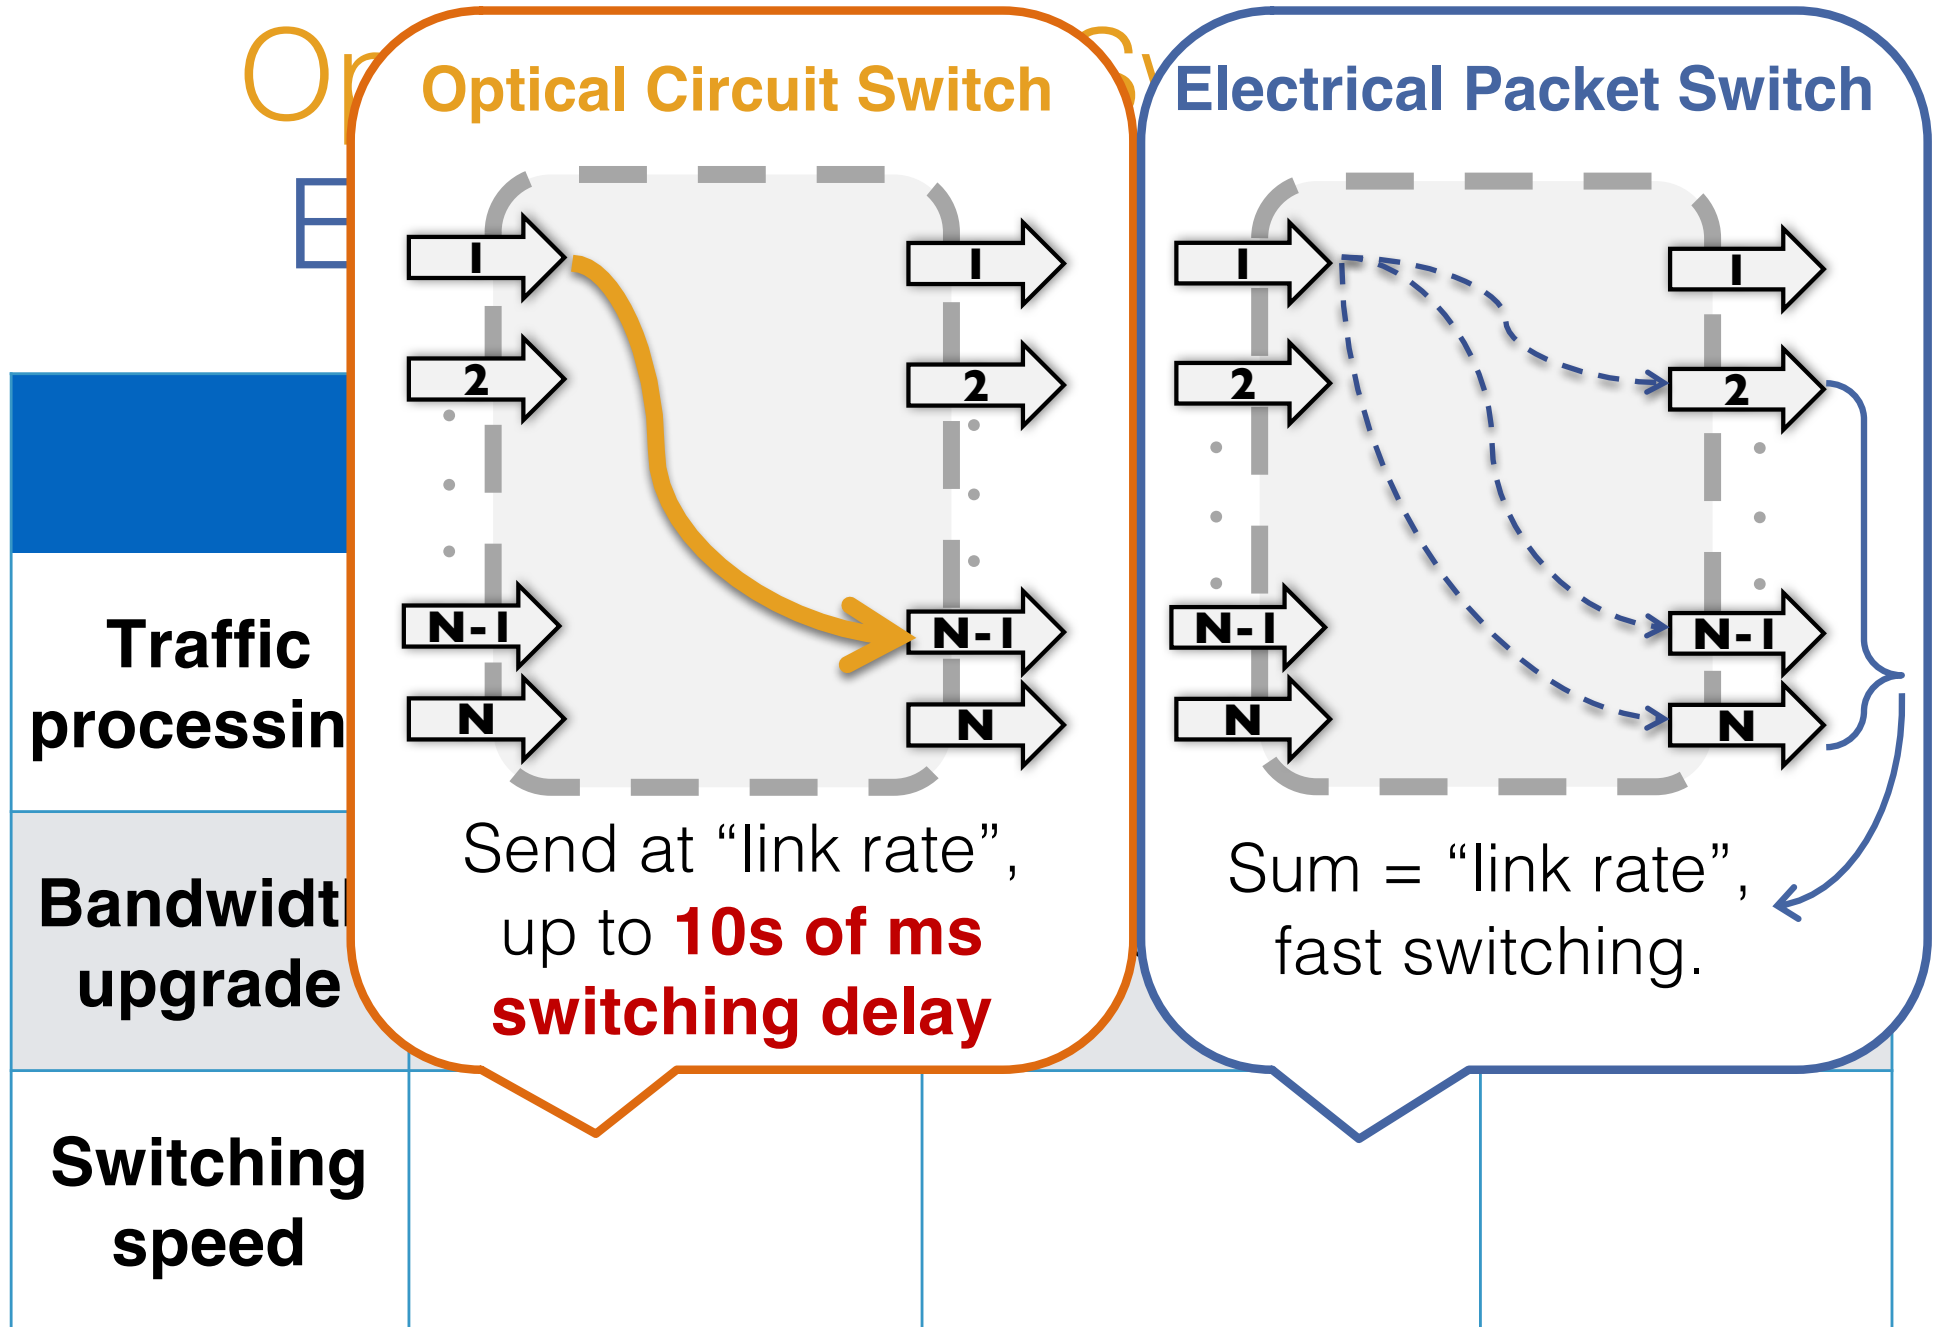 Optical Circuit Switch
Electrical Packet Switch
1
1
2
2
N-1
N-1
N
N
1
1
2
2
N-1
N-1
N
N
Send at “link rate”,
up to 10s of ms
switching delay
Sum = “link rate”,
fast switching.
Traffic
processin
Bandwidt
upgrade
Switching
speed